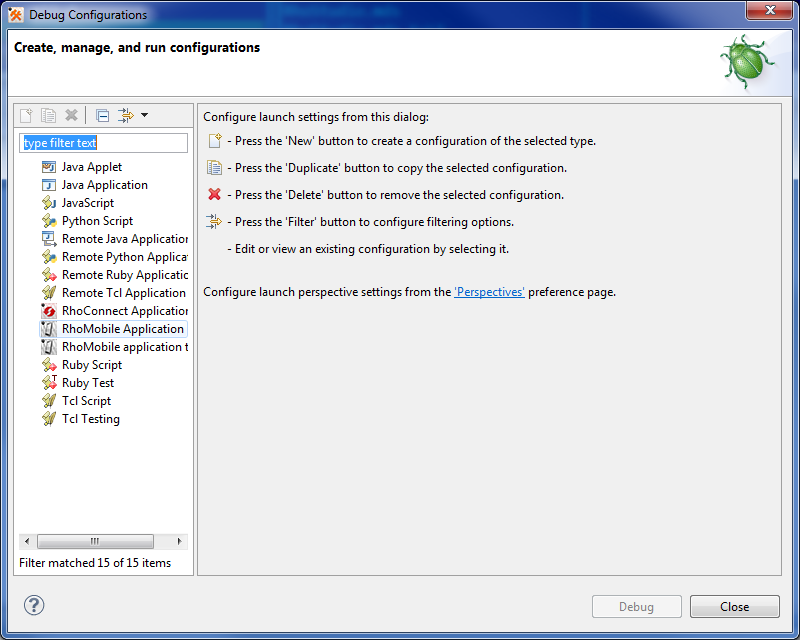 Debug Configurations
Create, manage, and run configurations
type filter text
Java Applet
Java Application
JavaScript
Python Script
Remote Java Application
Remote Python Applica
Remote Ruby Applicatic
Remote Tcl Application
RhoConnect Application
RhoMobile Application
RhoMobile application t
Ruby Script
Ruby Test
Tcl Script
Tcl Testing
Filter matched 15 of 15 items
Configure launch settings from this dialog:
- Press the 'New' button to create a configuration of the selected type.
- Press the 'Duplicate' button to copy the selected configuration.
- Press the 'Delete' button to remove the selected configuration.
- Press the 'Filter' button to configure filtering options.
- Edit or view an existing configuration by selecting it.
Configure launch perspective settings from the 'Perspectives' preference page.
Debug
Close